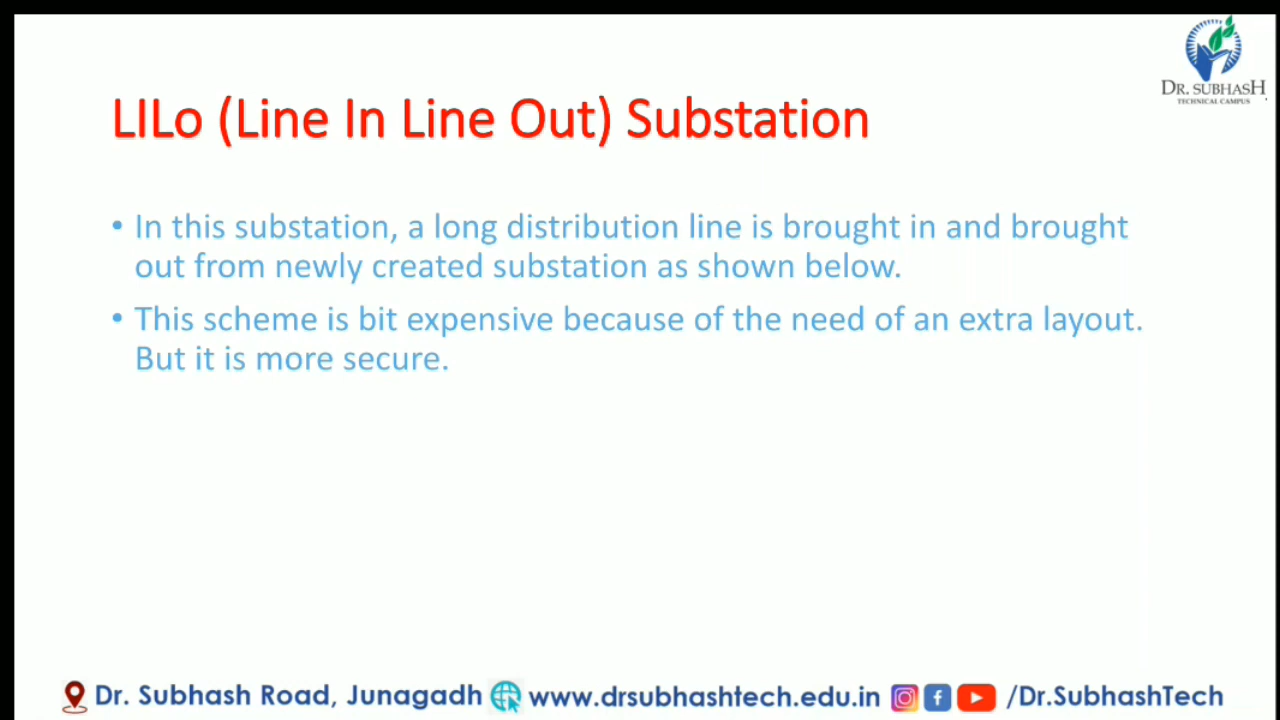 DR. SUBHASH
TECHNICAL CAMPUS
LILo (Line In Line Out) Substation
• In this substation, a long distribution line is brought in and brought
out from newly created substation as shown below.
• This scheme is bit expensive because of the need of an extra layout.
But it is more secure.
Dr. Subhash Road, Junagadh www.drsubhashtech.edu.in /Dr.SubhashTech